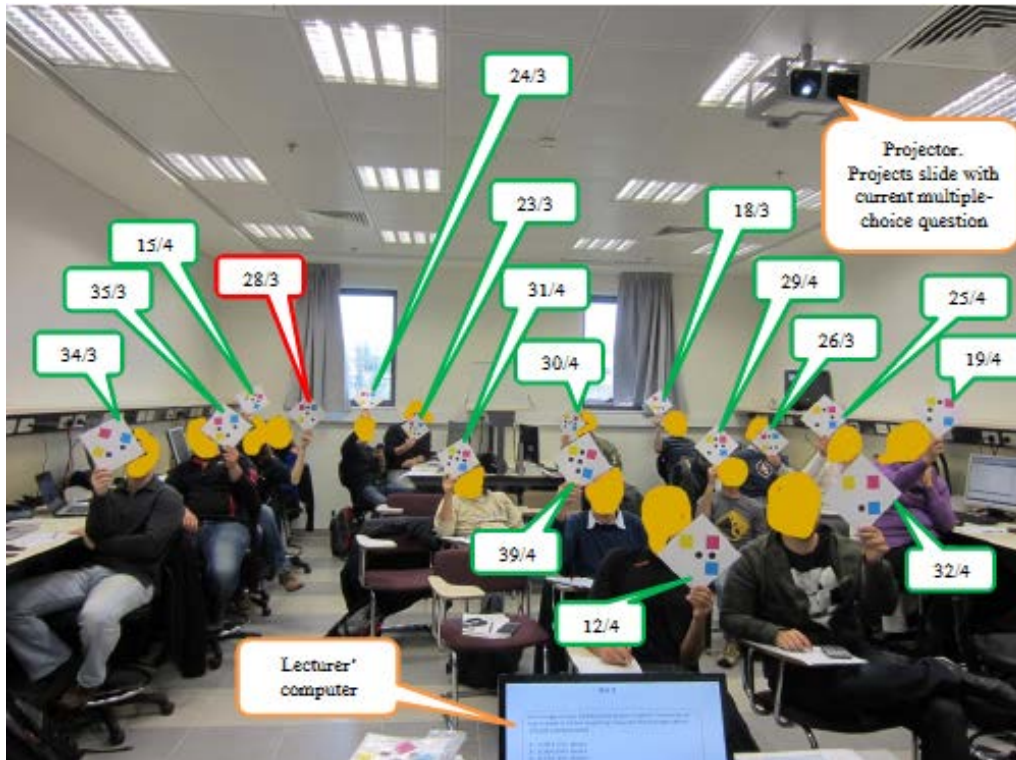 24/3
Projector.
Projects slide with
current multiple-
choice question
23/3
18/3
15/4
28/3
31/4
29/4
35/3
25/4
34/3
30/4
26/3
19/4
39/4
32/4
12/4
Lecturer'
computer